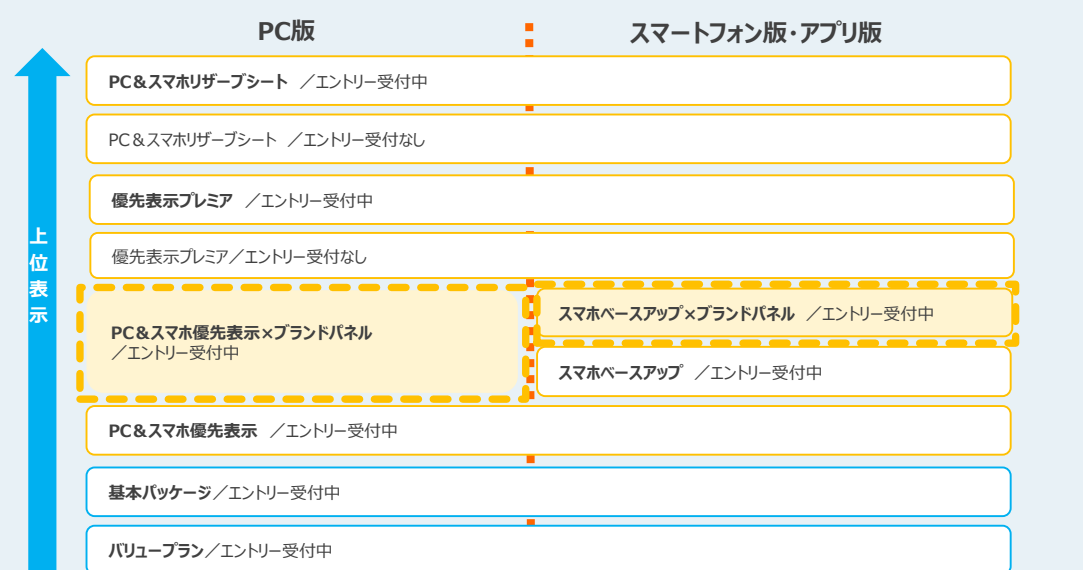 PC版
スマートフォン版・アプリ版
上位表示
PC&スマホリザーブシート ／エントリー受付中
PC&スマホリザーブシート ／エントリー受付なし
優先表示プレミア ／エントリー受付中
優先表示プレミア／エントリー受付なし
PC&スマホ優先表示×ブランドパネル
／エントリー受付中
スマホベースアップ×ブランドパネル ／エントリー受付中
スマホベースアップ ／エントリー受付中
PC&スマホ優先表示 ／エントリー受付中
基本パッケージ／エントリー受付中
バリュープラン／エントリー受付中